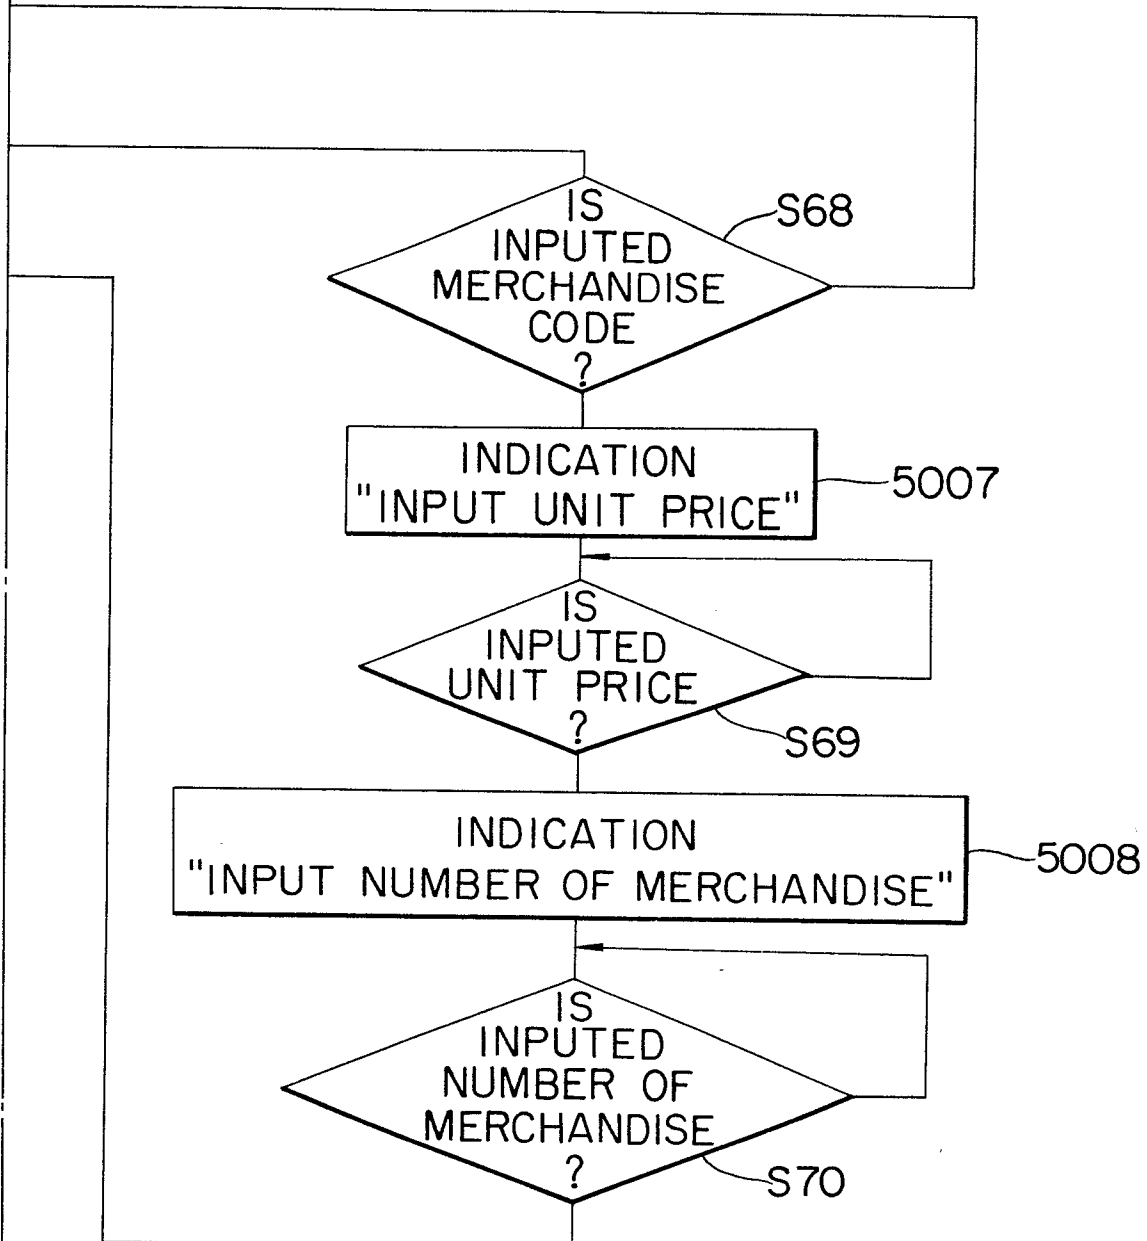 IS
INPUTED
MERCHANDISE
CODE
?
S68
INDICATION
"INPUT UNIT PRICE"
5007
IS
INPUTED
UNIT PRICE
?
S69
INDICATION
"INPUT NUMBER OF MERCHANDISE"
5008
IS
INPUTED
NUMBER OF
MERCHANDISE
?
S70